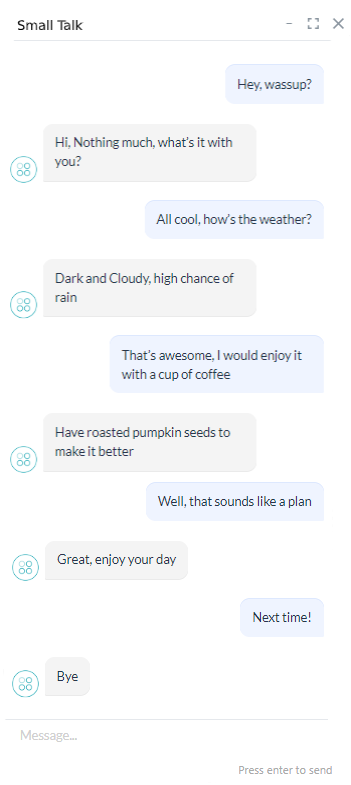 Small Talk
Hey, wassup?
Hi, Nothing much, what's it with
you?
All cool, how's the weather?
Dark and Cloudy, high chance of
rain
That's awesome, I would enjoy it
with a cup of coffee
Have roasted pumpkin seeds to
make it better
Well, that sounds like a plan
Great, enjoy your day
Next time!
Bye
Message...
Press enter to send